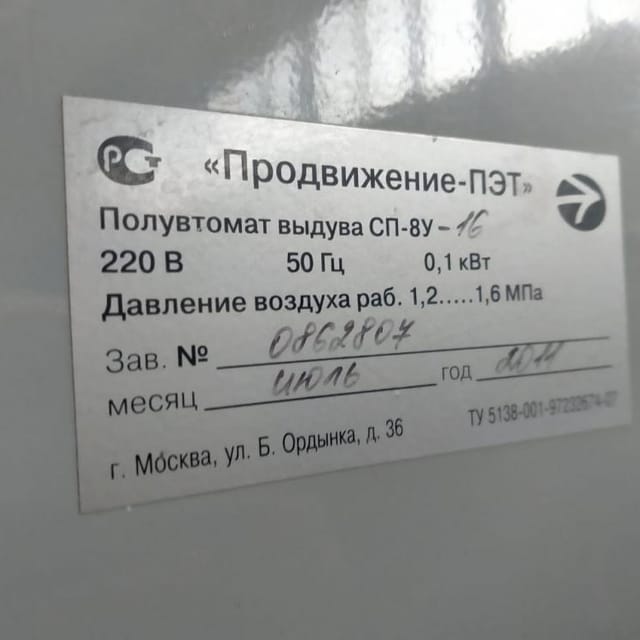 РСТ «Продвижение-ПЭТ»
Полувтомат выдува СП-8У-16
220 В 50 Гц 0,1 кВт
Давление воздуха раб. 1,2.....1,6 МПа
Зав. № 0862807
месяц июль год 2011
г. Москва, ул. Б. Ордынка, д. 36 ТУ 5138-001-97232674-07